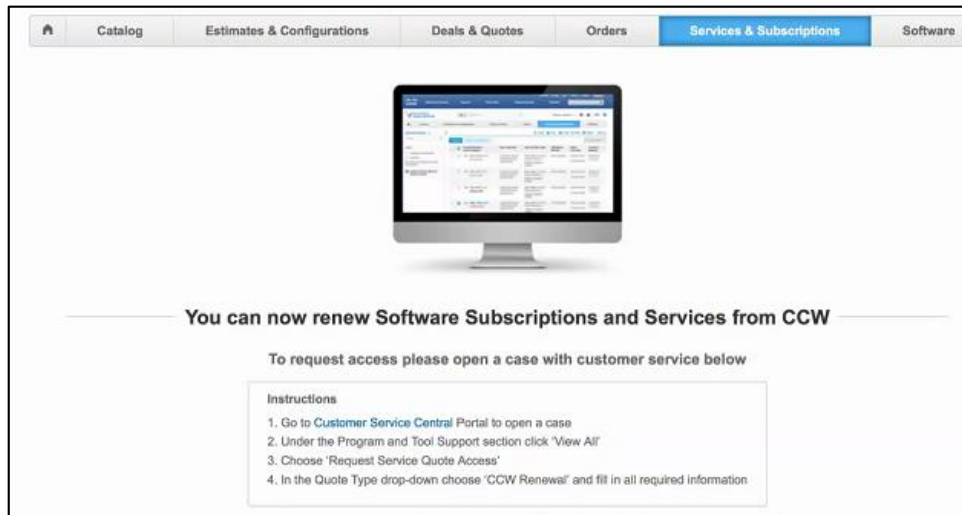 Catalog
Estimates & Configurations
Deals & Quotes
Orders
Services & Subscriptions
Software
You can now renew Software Subscriptions and Services from CCW
To request access please open a case with customer service below
Instructions
1. Go to Customer Service Central Portal to open a case
2. Under the Program and Tool Support section click 'View All'
3. Choose 'Request Service Quote Access'
4. In the Quote Type drop-down choose 'CCW Renewal' and fill in all required information